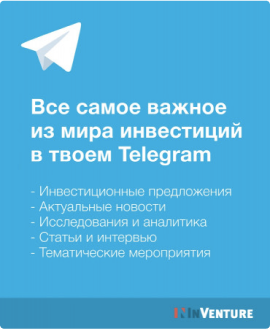 Все самое важное
из мира инвестиций
в твоем Telegram
- Инвестиционные предложения
- Актуальные новости
- Исследования и аналитика
- Статьи и интервью
- Тематические мероприятия
INVENTURE